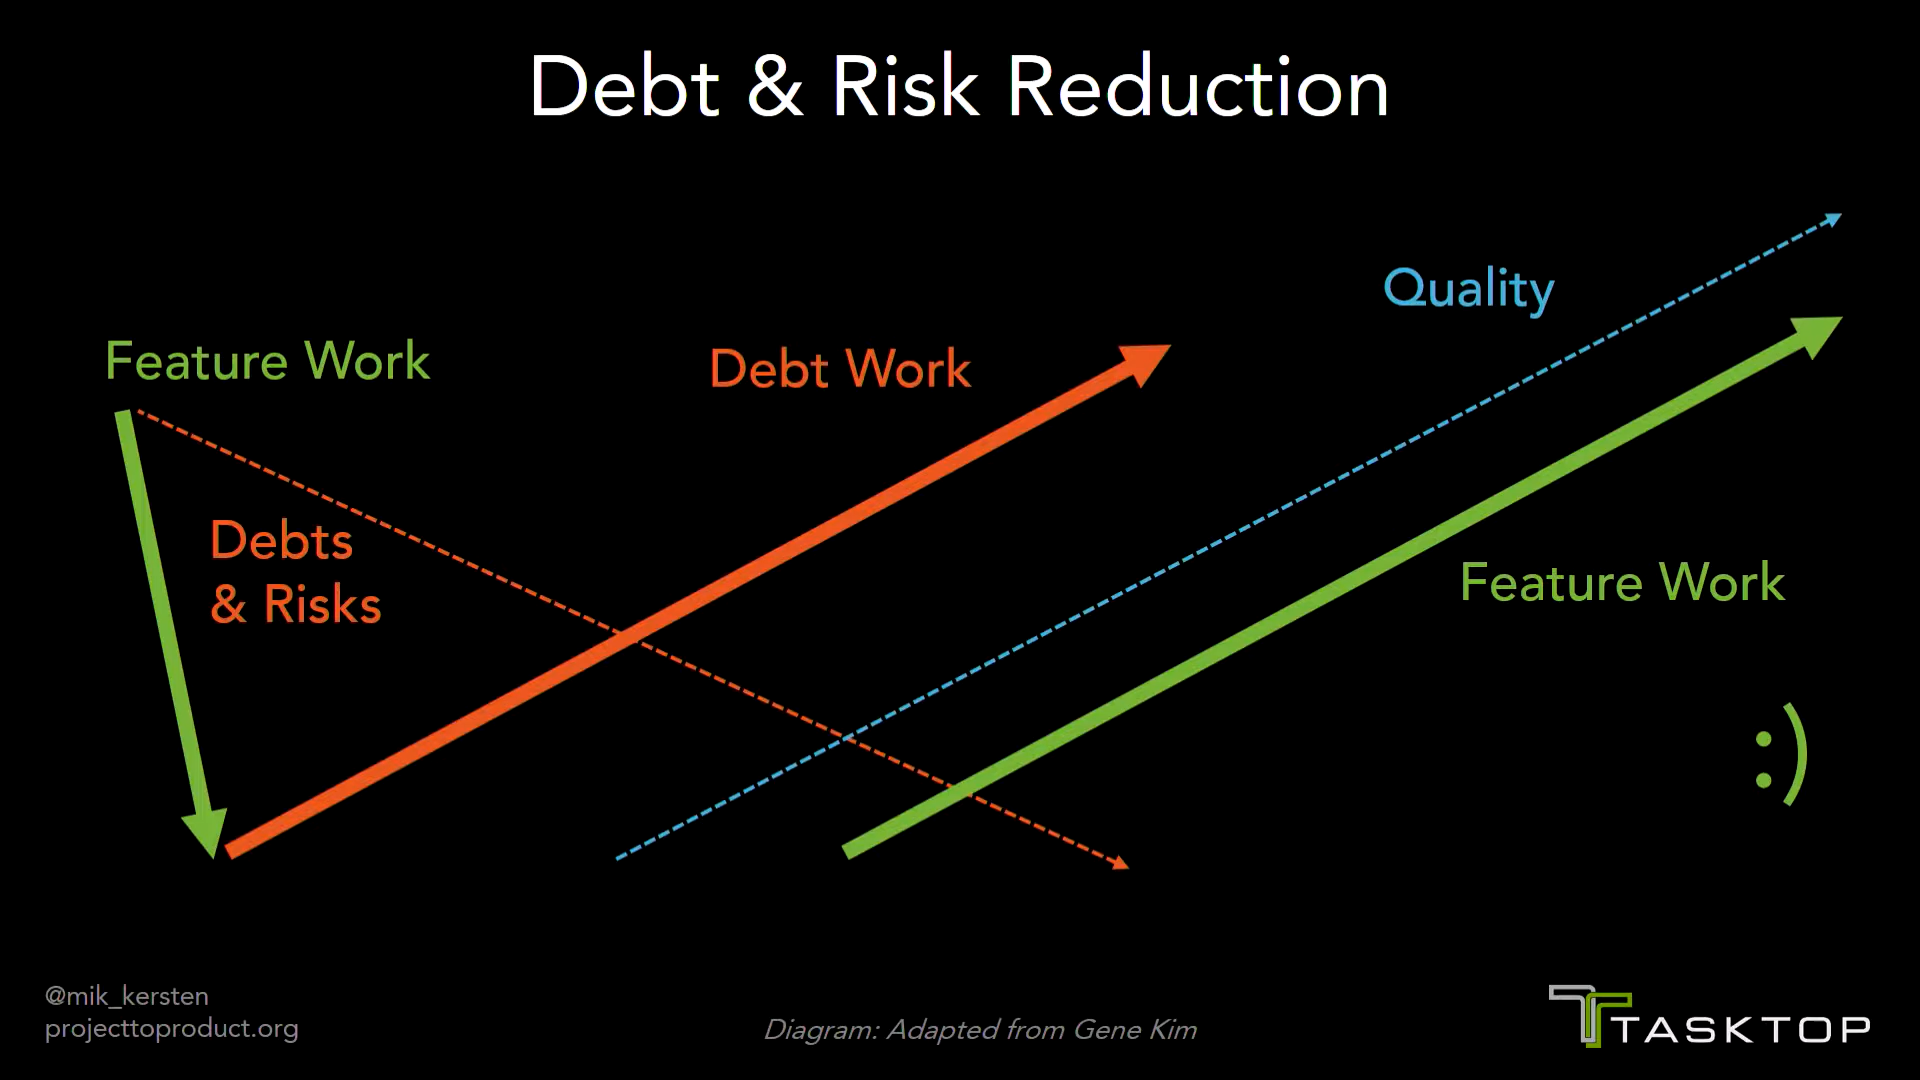 Debt & Risk Reduction
Quality
Feature Work
Debt Work
Debts
& Risks
Feature Work
:)
@mik_kersten
projecttoproduct.org
Diagram: Adapted from Gene Kim
TASKTOP